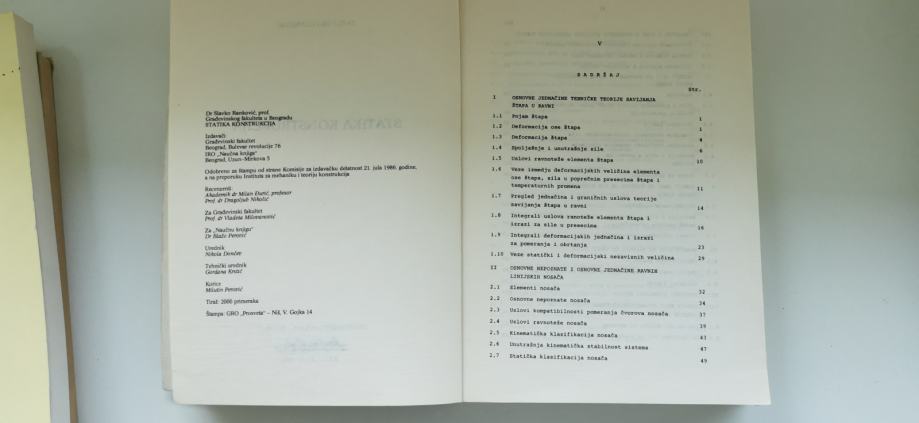 Dr Slavko Ranković, prof.
Građevinskog fakulteta u Beogradu
STATIKA KONSTRUKCIJA
Izdavači:
Građevinski fakultet
Beograd, Bulevar revolucije 76
IRO „Naučna knjiga”
Beograd, Uzun-Mirkova 5
Odobreno za štampu od strane Komisije za izdavačku delatnost 21. jula 1986. godine,
a na preporuku Instituta za mehaniku i teoriju konstrukcija
Recenzenti:
Akademik dr Milan Đurić, profesor
Prof. dr Dragoljub Nikolić
Za Građevinski fakultet
Prof. dr Vladeta Milovanović
Za „Naučnu knjigu”
Dr Blažo Perović
Urednik
Nikola Dončev
Tehnički urednik
Gordana Krstić
Korice
Milutin Perović
Tiraž: 2000 primeraka
Štampa: GRO „Prosveta” – Niš, V. Gojka 14
V
SADRŽAJ
Str.
I OSNOVNE JEDNAČINE TEHNIČKE TEORIJE SAVIJANJA
ŠTAPA U RAVNI
1.1 Pojam štapa 1
1.2 Deformacija ose štapa 1
1.3 Deformacija štapa 4
1.4 Spoljašnje i unutrašnje sile 6
1.5 Uslovi ravnoteže elementa štapa 10
1.6 Veze izmedju deformacijskih veličina elementa
ose štapa, sila u poprečnim presecima štapa i
temperaturnih promena 11
1.7 Pregled jednačina i graničnih uslova teorije
savijanja štapa u ravni 14
1.8 Integrali uslova ravnoteže elementa štapa i
izrazi za sile u presecima 16
1.9 Integrali deformacijskih jednačina i izrazi
za pomeranja i obrtanja 23
1.10 Veze statički i deformacijski nezavisnih veličina 29
II OSNOVNE NEPOZNATE I OSNOVNE JEDNAČINE RAVNIH
LINIJSKIH NOSAČA
2.1 Elementi nosača 32
2.2 Osnovne nepoznate nosača 34
2.3 Uslovi kompatibilnosti pomeranja čvorova nosača 37
2.4 Uslovi ravnoteže nosača 39
2.5 Kinematička klasifikacija nosača 43
2.6 Unutrašnja kinematička stabilnost sistema 47
2.7 Statička klasifikacija nosača 49